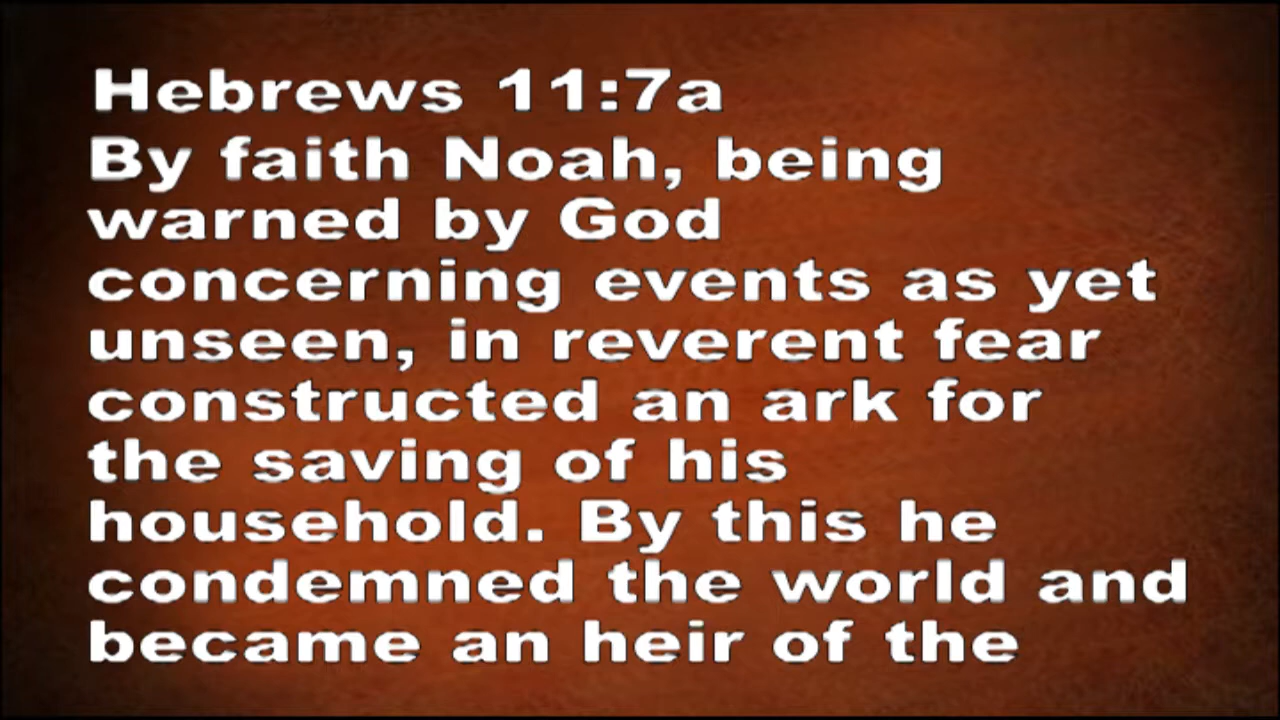 Hebrews 11:7a
By faith Noah, being
warned by God
concerning events as yet
unseen, in reverent fear
constructed an ark for
the saving of his
household. By this he
condemned the world and
became an heir of the